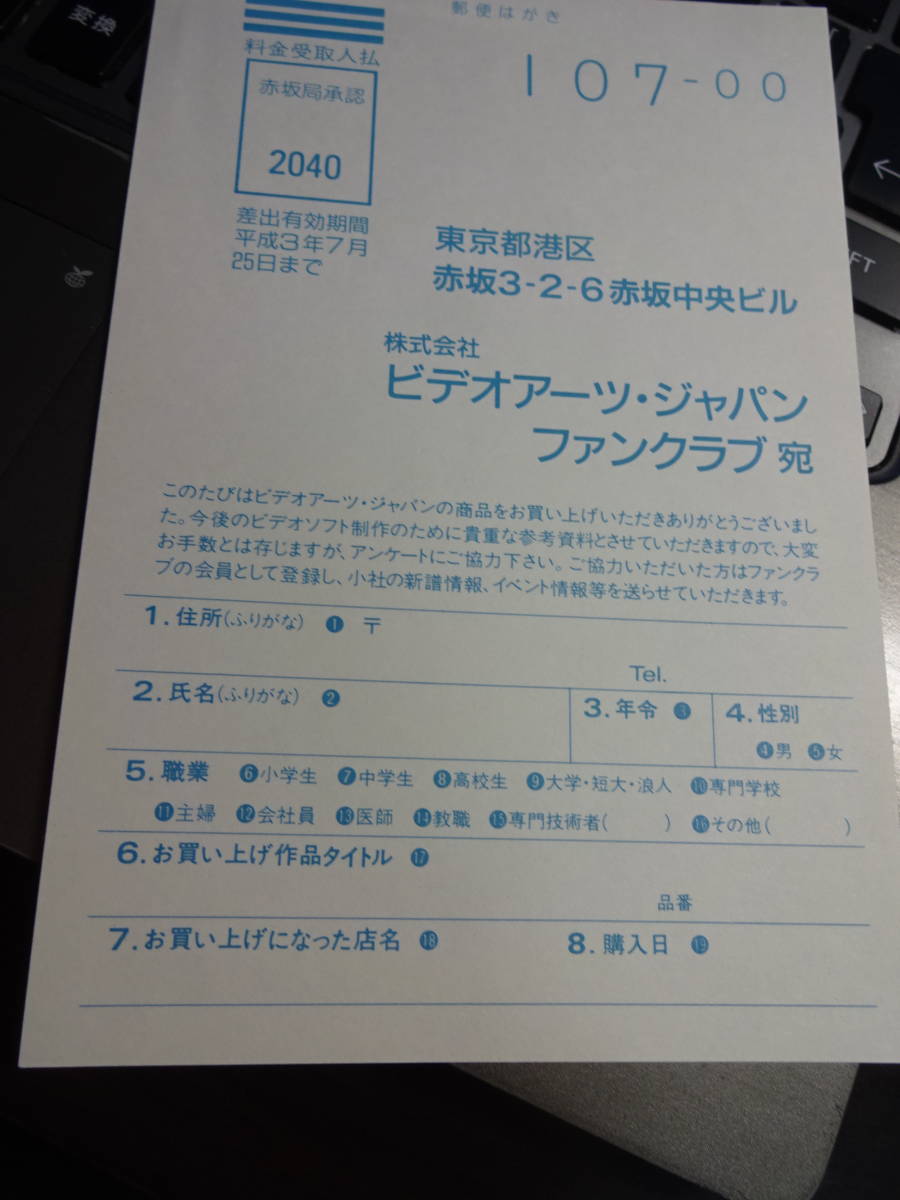 変換
郵便はがき
料金受取人払
赤坂局承認
2040
差出有効期間
平成3年7月
25日まで
107-00
東京都港区
赤坂3-2-6赤坂中央ビル
株式会社
ビデオアーツ・ジャパン
ファンクラブ 宛
このたびはビデオアーツ・ジャパンの商品をお買い上げいただきありがとうございまし
た。今後のビデオソフト制作のために貴重な参考資料とさせていただきますので、大変
お手数とは存じますが、アンケートにご協力下さい。ご協力いただいた方はファンクラ
ブの会員として登録し、小社の新譜情報、イベント情報等を送らせていただきます。
1.住所(ふりがな) ❶ 〒
Tel.
2.氏名(ふりがな) ❷
3.年令 ❸
4.性別
❹男 ❺女
5.職業 ❻小学生 ❼中学生 ❽高校生 ❾大学・短大・浪人 ❿専門学校
⓫主婦 ⓬会社員 ⓭医師 ⓮教職 ⓯専門技術者( ) ⓰その他( )
6.お買い上げ作品タイトル ⓱
品番
7.お買い上げになった店名 ⓲ 8.購入日 ⓳